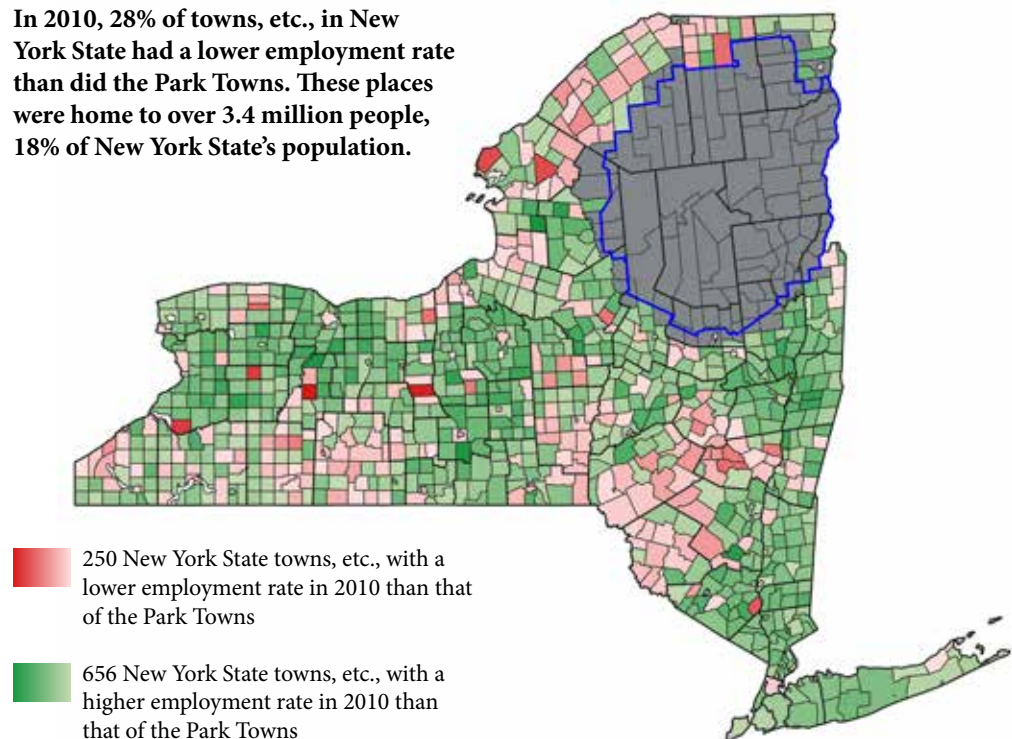 In 2010, 28% of towns, etc., in New
York State had a lower employment rate
than did the Park Towns. These places
were home to over 3.4 million people,
18% of New York State’s population.
250 New York State towns, etc., with a
lower employment rate in 2010 than that
of the Park Towns
656 New York State towns, etc., with a
higher employment rate in 2010 than
that of the Park Towns